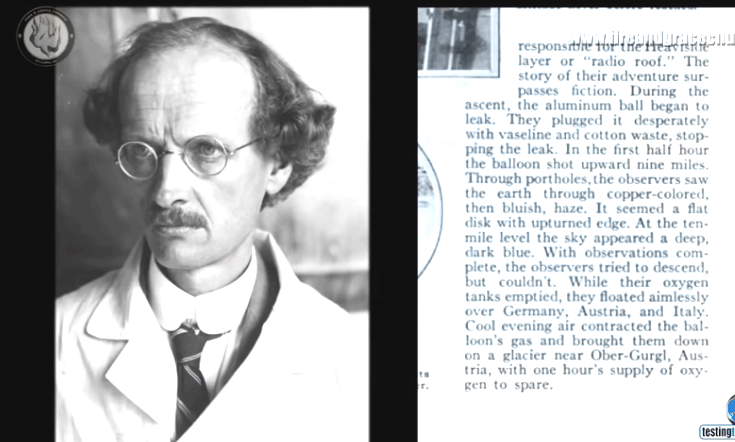 responsible for the Heaviside
layer or "radio roof." The
story of their adventure sur-
passes fiction. During the
ascent, the aluminum ball began to
leak. They plugged it desperately
with vaseline and cotton waste, stop-
ping the leak. In the first half hour
the balloon shot upward nine miles.
Through portholes, the observers saw
the earth through copper-colored,
then bluish, haze. It seemed a flat
disk with upturned edge. At the ten-
mile level the sky appeared a deep,
dark blue. With observations com-
plete, the observers tried to descend,
but couldn't. While their oxygen
tanks emptied, they floated aimlessly
over Germany, Austria, and Italy.
Cool evening air contracted the bal-
loon's gas and brought them down
on a glacier near Ober-Gurgl, Aus-
tria, with one hour's supply of oxy-
gen to spare.
testing